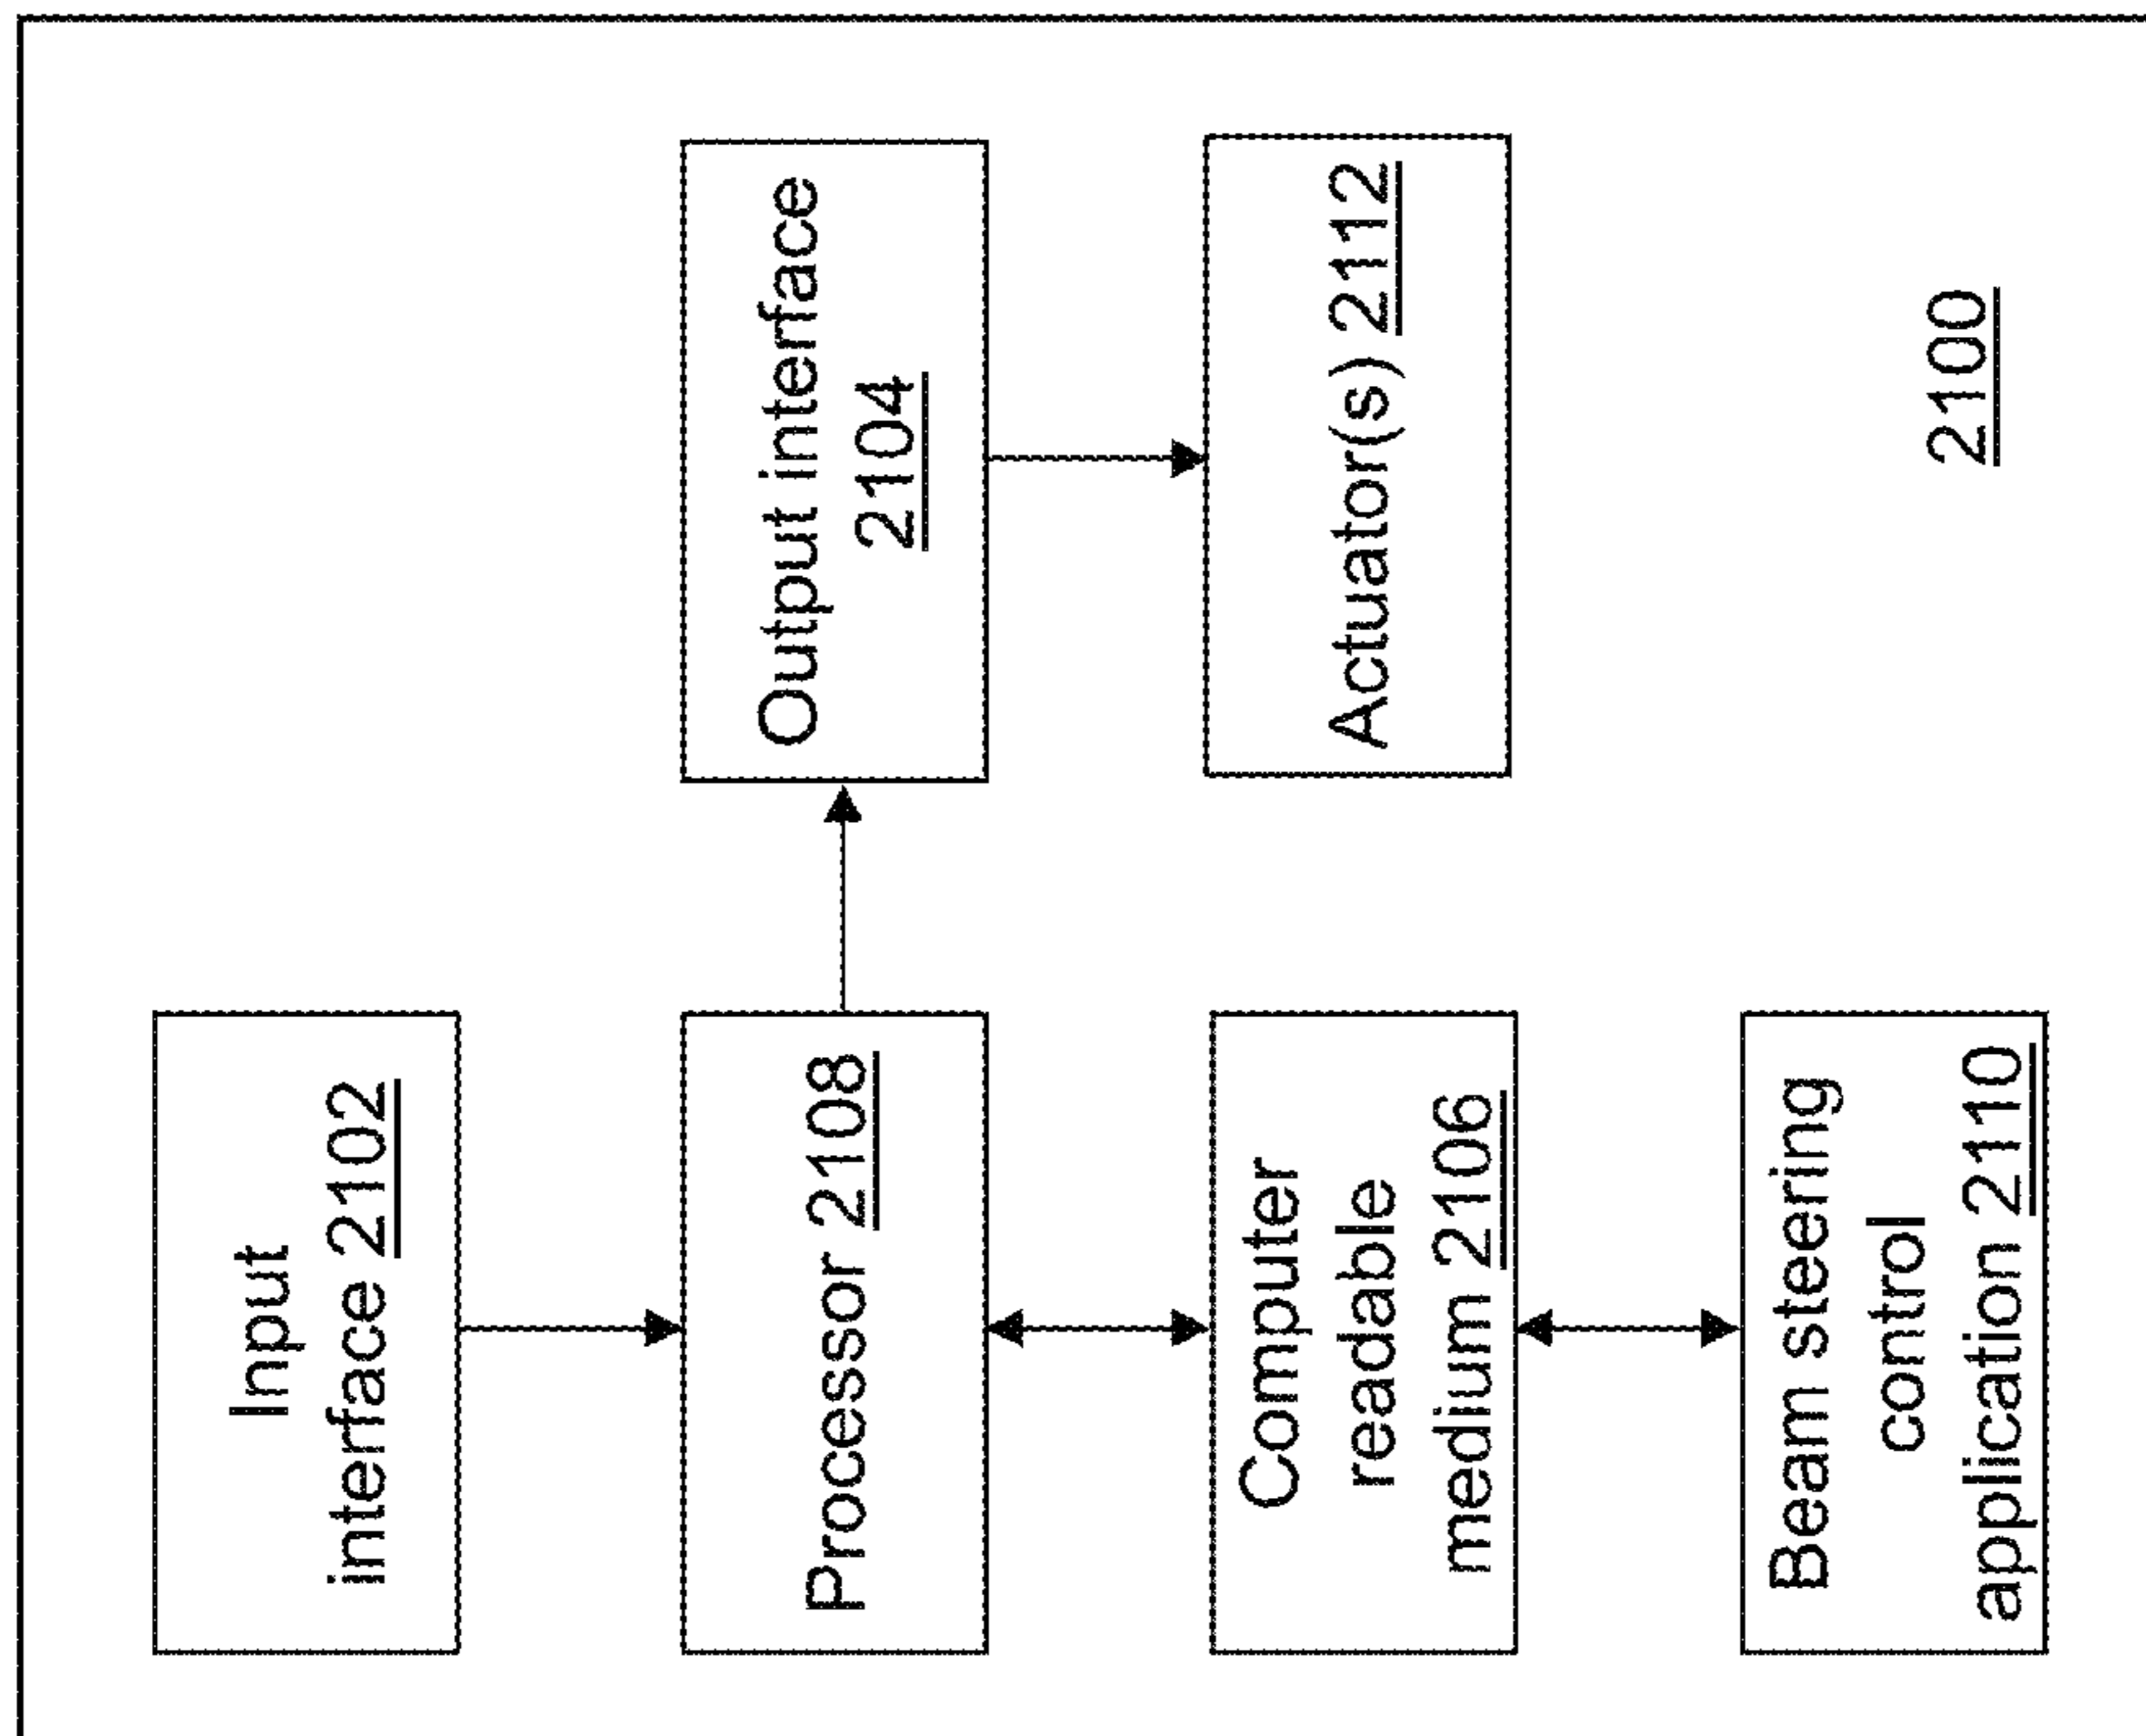 Input
interface 2102
Processor 2108
Computer
readable
medium 2106
Beam steering
control
application 2110
Output interface
2104
Actuator(s) 2112
2100